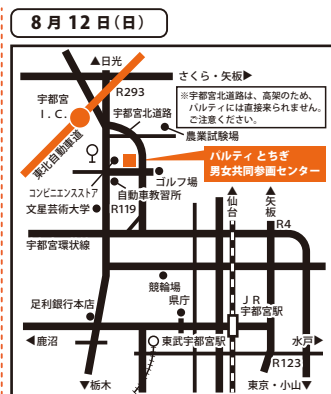 8月12日(日)
▲日光
さくら・矢板▶
R293
※宇都宮北道路は、高架のため、
パルティには直接来られません。
ご注意ください。
宇都宮
I.C.
宇都宮北道路
農業試験場
東北自動車道
パルティ とちぎ
男女共同参画センター
コンビニエンスストア
ゴルフ場
自動車教習所
文星芸術大学
R119
▲仙台
▲矢板
R4
宇都宮環状線
競輪場
県庁
JR
宇都宮駅
足利銀行本店
◀鹿沼
東武宇都宮駅
水戸▶
R123
▼栃木
東京・小山▼